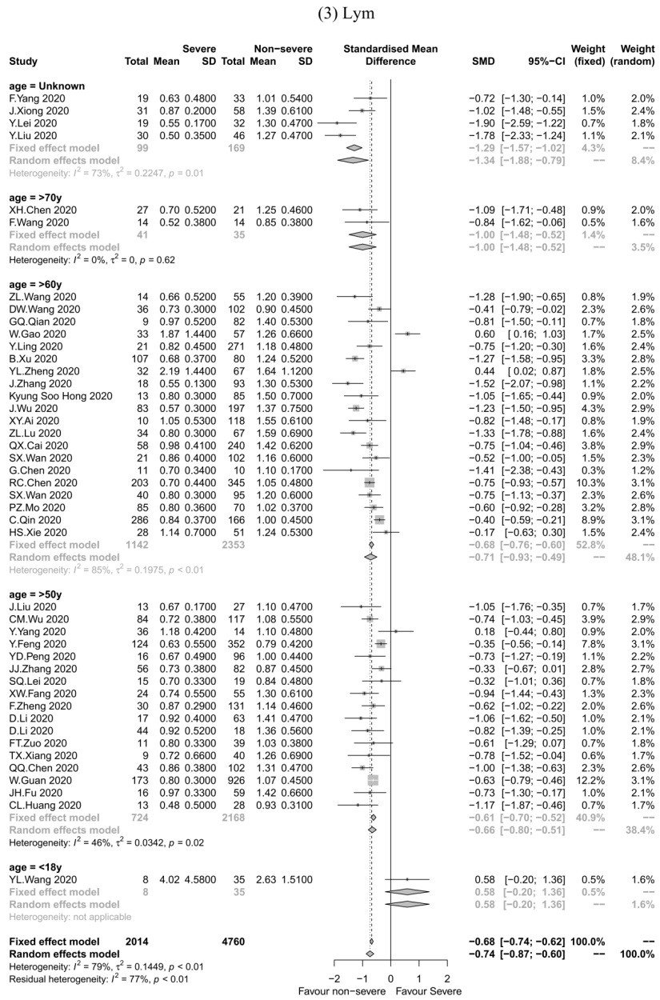 (3) Lym
Severe Non−severe Standardised Mean Weight Weight
Study Total Mean SD Total Mean SD Difference SMD 95%−CI (fixed) (random)
age = Unknown
F.Yang 2020 19 0.63 0.4800 33 1.01 0.5400 −0.72 [−1.30; −0.14] 1.0% 2.0%
J.Xiong 2020 31 0.87 0.2000 58 1.39 0.6100 −1.02 [−1.48; −0.55] 1.5% 2.4%
Y.Lei 2020 19 0.55 0.1700 32 1.30 0.4700 −1.90 [−2.59; −1.22] 0.7% 1.8%
Y.Liu 2020 30 0.50 0.3500 46 1.27 0.4700 −1.78 [−2.33; −1.24] 1.1% 2.1%
Fixed effect model 99 169 −1.29 [−1.57; −1.02] 4.3% −−
Random effects model −1.34 [−1.88; −0.79] −− 8.4%
Heterogeneity: I² = 73%, τ² = 0.2247, p = 0.01
age = >70y
XH.Chen 2020 27 0.70 0.5200 21 1.25 0.4600 −1.09 [−1.71; −0.48] 0.9% 2.0%
F.Wang 2020 14 0.52 0.3800 14 0.85 0.3800 −0.84 [−1.62; −0.06] 0.5% 1.6%
Fixed effect model 41 35 −1.00 [−1.48; −0.52] 1.4% −−
Random effects model −1.00 [−1.48; −0.52] −− 3.5%
Heterogeneity: I² = 0%, τ² = 0, p = 0.62
age = >60y
ZL.Wang 2020 14 0.66 0.5200 55 1.20 0.3900 −1.28 [−1.90; −0.65] 0.8% 1.9%
DW.Wang 2020 36 0.73 0.3000 102 0.90 0.4500 −0.41 [−0.79; −0.02] 2.3% 2.6%
GQ.Qian 2020 9 0.97 0.5200 82 1.40 0.5300 −0.81 [−1.50; −0.11] 0.7% 1.8%
W.Gao 2020 33 1.87 1.4400 57 1.26 0.6600 0.60 [ 0.16; 1.03] 1.7% 2.5%
Y.Ling 2020 21 0.82 0.4500 271 1.18 0.4800 −0.75 [−1.20; −0.30] 1.6% 2.4%
B.Xu 2020 107 0.68 0.3700 80 1.24 0.5200 −1.27 [−1.58; −0.95] 3.3% 2.8%
YL.Zheng 2020 32 2.19 1.4400 67 1.64 1.1200 0.44 [ 0.02; 0.87] 1.8% 2.5%
J.Zhang 2020 18 0.55 0.1300 93 1.30 0.5300 −1.52 [−2.07; −0.98] 1.1% 2.1%
Kyung Soo Hong 2020 13 0.80 0.3000 85 1.50 0.7000 −1.05 [−1.65; −0.44] 0.9% 2.0%
J.Wu 2020 83 0.57 0.3000 197 1.37 0.7500 −1.23 [−1.50; −0.95] 4.3% 2.9%
XY.Ai 2020 10 1.05 0.5300 118 1.55 0.6100 −0.82 [−1.48; −0.17] 0.8% 1.9%
ZL.Lu 2020 34 0.80 0.3000 67 1.59 0.6900 −1.33 [−1.78; −0.88] 1.6% 2.4%
QX.Cai 2020 58 0.98 0.4100 240 1.42 0.6200 −0.75 [−1.04; −0.46] 3.8% 2.9%
SX.Wan 2020 21 0.86 0.4000 102 1.16 0.6000 −0.52 [−1.00; −0.05] 1.5% 2.3%
G.Chen 2020 11 0.70 0.3400 10 1.10 0.1700 −1.41 [−2.38; −0.43] 0.3% 1.2%
RC.Chen 2020 203 0.70 0.4400 345 1.05 0.4800 −0.75 [−0.93; −0.57] 10.3% 3.1%
SX.Wan 2020 40 0.80 0.3000 95 1.20 0.6000 −0.75 [−1.13; −0.37] 2.3% 2.6%
PZ.Mo 2020 85 0.80 0.3600 70 1.02 0.3700 −0.60 [−0.92; −0.28] 3.2% 2.8%
C.Qin 2020 286 0.84 0.3700 166 1.00 0.4500 −0.40 [−0.59; −0.21] 8.9% 3.1%
HS.Xie 2020 28 1.14 0.7000 51 1.24 0.5300 −0.17 [−0.63; 0.30] 1.5% 2.4%
Fixed effect model 1142 2353 −0.68 [−0.76; −0.60] 52.8% −−
Random effects model −0.71 [−0.93; −0.49] −− 48.1%
Heterogeneity: I² = 85%, τ² = 0.1975, p < 0.01
age = >50y
J.Liu 2020 13 0.67 0.1700 27 1.10 0.4700 −1.05 [−1.76; −0.35] 0.7% 1.7%
CM.Wu 2020 84 0.72 0.3800 117 1.08 0.5500 −0.74 [−1.03; −0.45] 3.9% 2.9%
Y.Yang 2020 36 1.18 0.4200 14 1.10 0.4800 0.18 [−0.44; 0.80] 0.9% 2.0%
Y.Feng 2020 124 0.63 0.5500 352 0.79 0.4200 −0.35 [−0.56; −0.14] 7.8% 3.1%
YD.Peng 2020 16 0.67 0.4900 96 1.00 0.4400 −0.73 [−1.27; −0.19] 1.1% 2.2%
JJ.Zhang 2020 56 0.73 0.3800 82 0.87 0.4500 −0.33 [−0.67; 0.01] 2.8% 2.7%
SQ.Lei 2020 15 0.70 0.3300 19 0.84 0.4800 −0.32 [−1.01; 0.36] 0.7% 1.8%
XW.Fang 2020 24 0.74 0.5500 55 1.30 0.6100 −0.94 [−1.44; −0.43] 1.3% 2.3%
F.Zheng 2020 30 0.87 0.2900 131 1.14 0.4600 −0.62 [−1.02; −0.22] 2.0% 2.6%
D.Li 2020 17 0.92 0.4000 63 1.41 0.4700 −1.06 [−1.62; −0.50] 1.0% 2.1%
D.Li 2020 44 0.92 0.5200 18 1.36 0.5600 −0.82 [−1.39; −0.25] 1.0% 2.1%
FT.Zuo 2020 11 0.80 0.3300 39 1.03 0.3800 −0.61 [−1.29; 0.07] 0.7% 1.8%
TX.Xiang 2020 9 0.72 0.6600 40 1.26 0.6900 −0.78 [−1.52; −0.04] 0.6% 1.7%
QQ.Chen 2020 43 0.86 0.3800 102 1.31 0.4700 −1.00 [−1.38; −0.63] 2.3% 2.6%
W.Guan 2020 173 0.80 0.3000 926 1.07 0.4500 −0.63 [−0.79; −0.46] 12.2% 3.1%
JH.Fu 2020 16 0.97 0.3300 59 1.42 0.6600 −0.73 [−1.30; −0.17] 1.0% 2.1%
CL.Huang 2020 13 0.48 0.5000 28 0.93 0.3100 −1.17 [−1.87; −0.46] 0.7% 1.7%
Fixed effect model 724 2168 −0.61 [−0.70; −0.52] 40.9% −−
Random effects model −0.66 [−0.80; −0.51] −− 38.4%
Heterogeneity: I² = 46%, τ² = 0.0342, p = 0.02
age = <18y
YL.Wang 2020 8 4.02 4.5800 35 2.63 1.5100 0.58 [−0.20; 1.36] 0.5% 1.6%
Fixed effect model 8 35 0.58 [−0.20; 1.36] 0.5% −−
Random effects model 0.58 [−0.20; 1.36] −− 1.6%
Heterogeneity: not applicable
Fixed effect model 2014 4760 −0.68 [−0.74; −0.62] 100.0% −−
Random effects model −0.74 [−0.87; −0.60] −− 100.0%
Heterogeneity: I² = 79%, τ² = 0.1449, p < 0.01
Residual heterogeneity: I² = 77%, p < 0.01
−2 −1 0 1 2
Favour non−severe Favour Severe